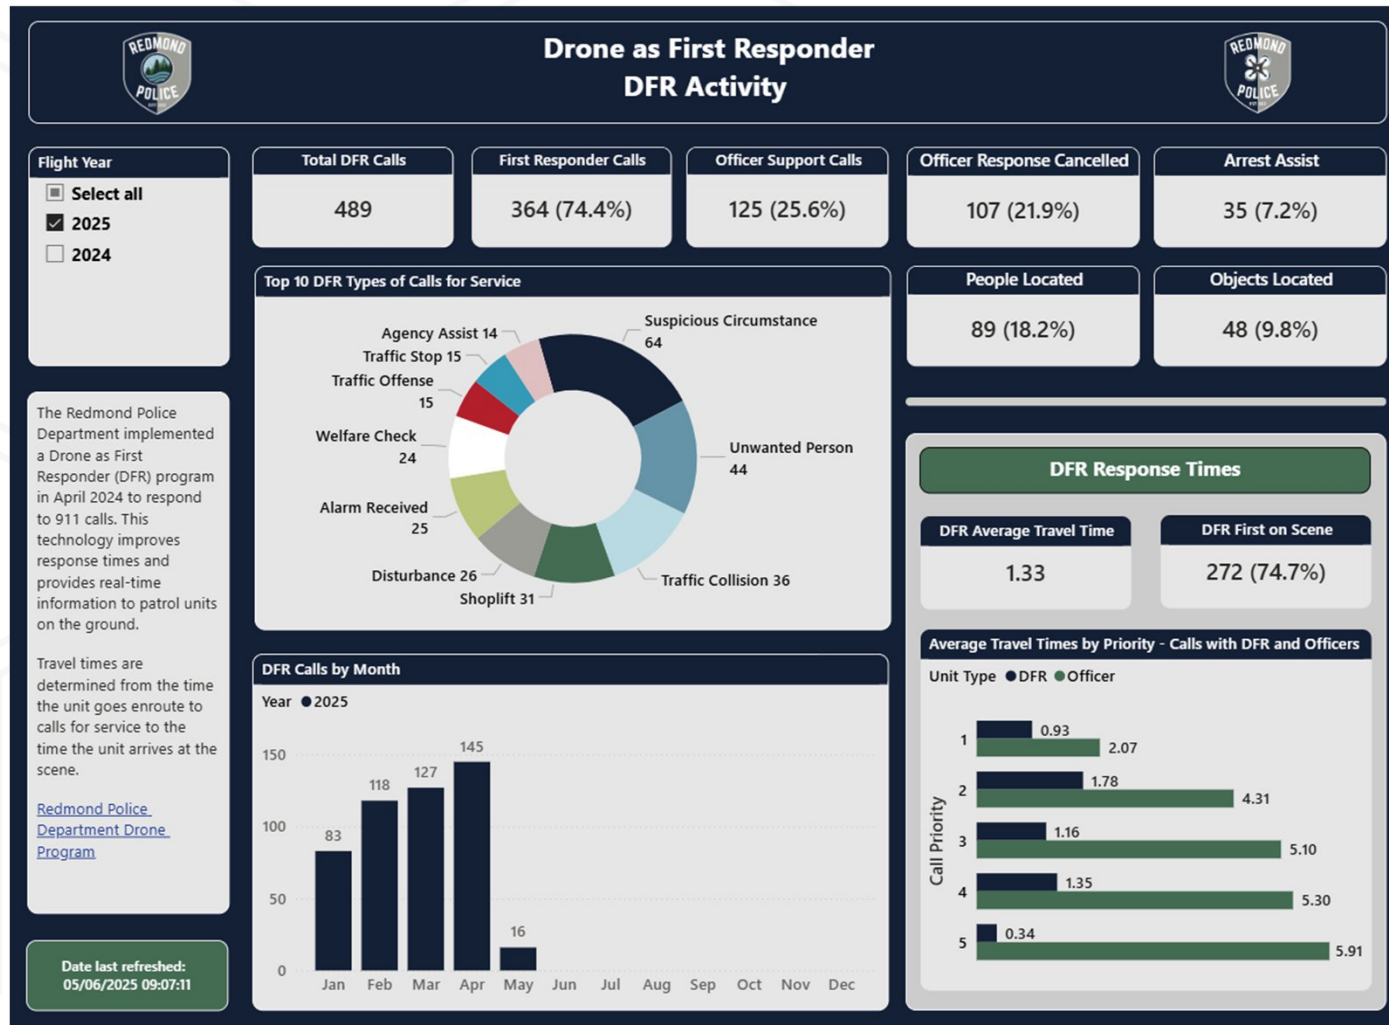 Drone as First Responder
DFR Activity
REDMOND
POLICE
REDMOND
POLICE
Flight Year
Select all
2025
2024
Total DFR Calls
489
First Responder Calls
364 (74.4%)
Officer Support Calls
125 (25.6%)
Officer Response Cancelled
107 (21.9%)
Arrest Assist
35 (7.2%)
People Located
89 (18.2%)
Objects Located
48 (9.8%)
The Redmond Police
Department implemented
a Drone as First
Responder (DFR) program
in April 2024 to respond
to 911 calls. This
technology improves
response times and
provides real-time
information to patrol units
on the ground.
Travel times are
determined from the time
the unit goes enroute to
calls for service to the
time the unit arrives at the
scene.
Redmond Police
Department Drone
Program
Date last refreshed:
05/06/2025 09:07:11
Top 10 DFR Types of Calls for Service
Suspicious Circumstance
64
Unwanted Person
44
Traffic Collision 36
Shoplift 31
Disturbance 26
Alarm Received
25
Welfare Check
24
Traffic Offense
15
Traffic Stop 15
Agency Assist 14
DFR Calls by Month
Year 2025
150
100
50
0
83
118
127
145
16
Jan Feb Mar Apr May Jun Jul Aug Sep Oct Nov Dec
DFR Response Times
DFR Average Travel Time
1.33
DFR First on Scene
272 (74.7%)
Average Travel Times by Priority - Calls with DFR and Officers
Unit Type DFR Officer
Call Priority
1
0.93
2.07
2
1.78
4.31
3
1.16
5.10
4
1.35
5.30
5
0.34
5.91